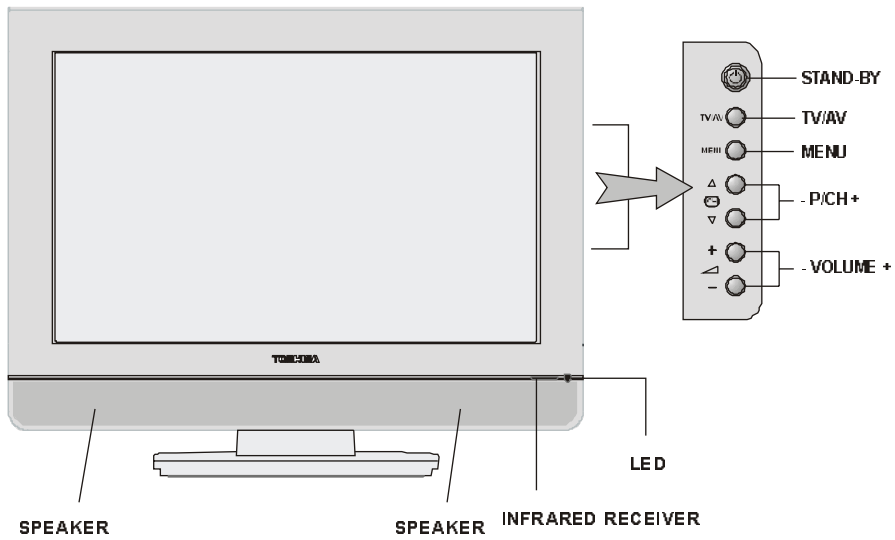 STAND-BY
TV/AV TV/AV
MENU MENU
- P/CH +
+
- VOLUME +
-
TOSHIBA
LED
SPEAKER
SPEAKER
INFRARED RECEIVER